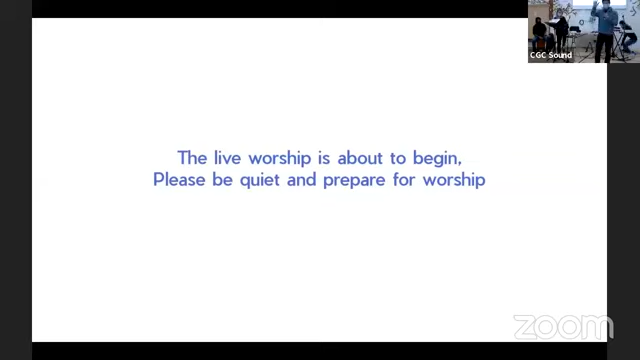 CGC Sound
The live worship is about to begin,
Please be quiet and prepare for worship
zoom